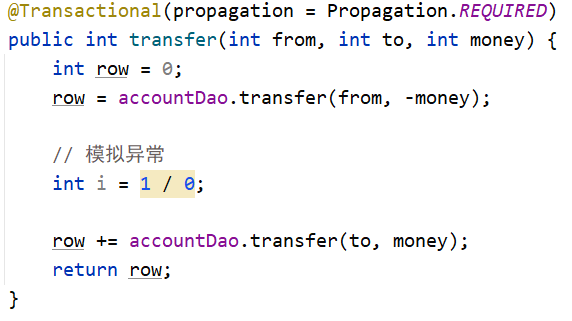 @Transactional(propagation = Propagation.REQUIRED)
public int transfer(int from, int to, int money) {
    int row = 0;
    row = accountDao.transfer(from, -money);

    // 模拟异常
    int i = 1 / 0;

    row += accountDao.transfer(to, money);
    return row;
}